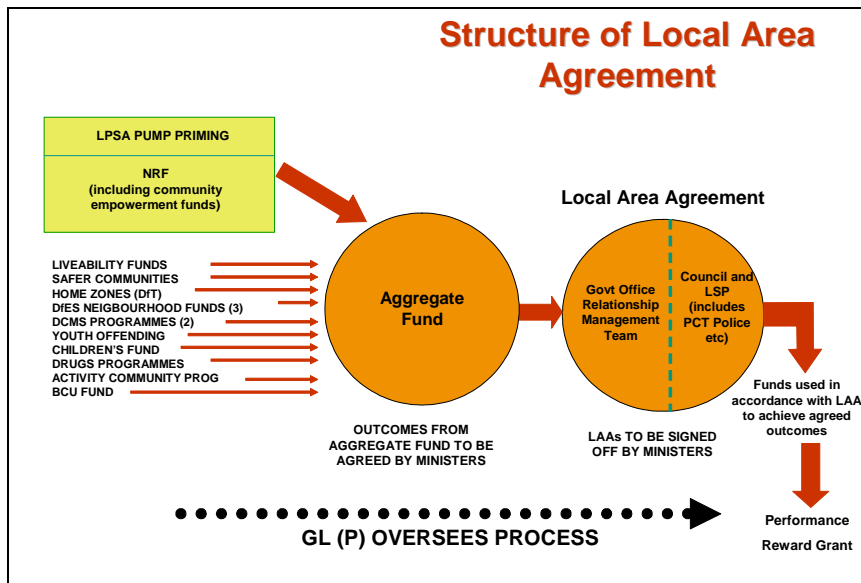 Structure of Local Area
Agreement
LPSA PUMP PRIMING
NRF
(including community
empowerment funds)
LIVEABILITY FUNDS
SAFER COMMUNITIES
HOME ZONES (DfT)
DfES NEIGBOURHOOD FUNDS (3)
DCMS PROGRAMMES (2)
YOUTH OFFENDING
CHILDREN'S FUND
DRUGS PROGRAMMES
ACTIVITY COMMUNITY PROG
BCU FUND
Aggregate
Fund
OUTCOMES FROM
AGGREGATE FUND TO BE
AGREED BY MINISTERS
Local Area Agreement
Govt Office
Relationship
Management
Team
Council and
LSP
(includes
PCT Police
etc)
LAAs TO BE SIGNED
OFF BY MINISTERS
Funds used in
accordance with LAA
to achieve agreed
outcomes
Performance
Reward Grant
GL (P) OVERSEES PROCESS